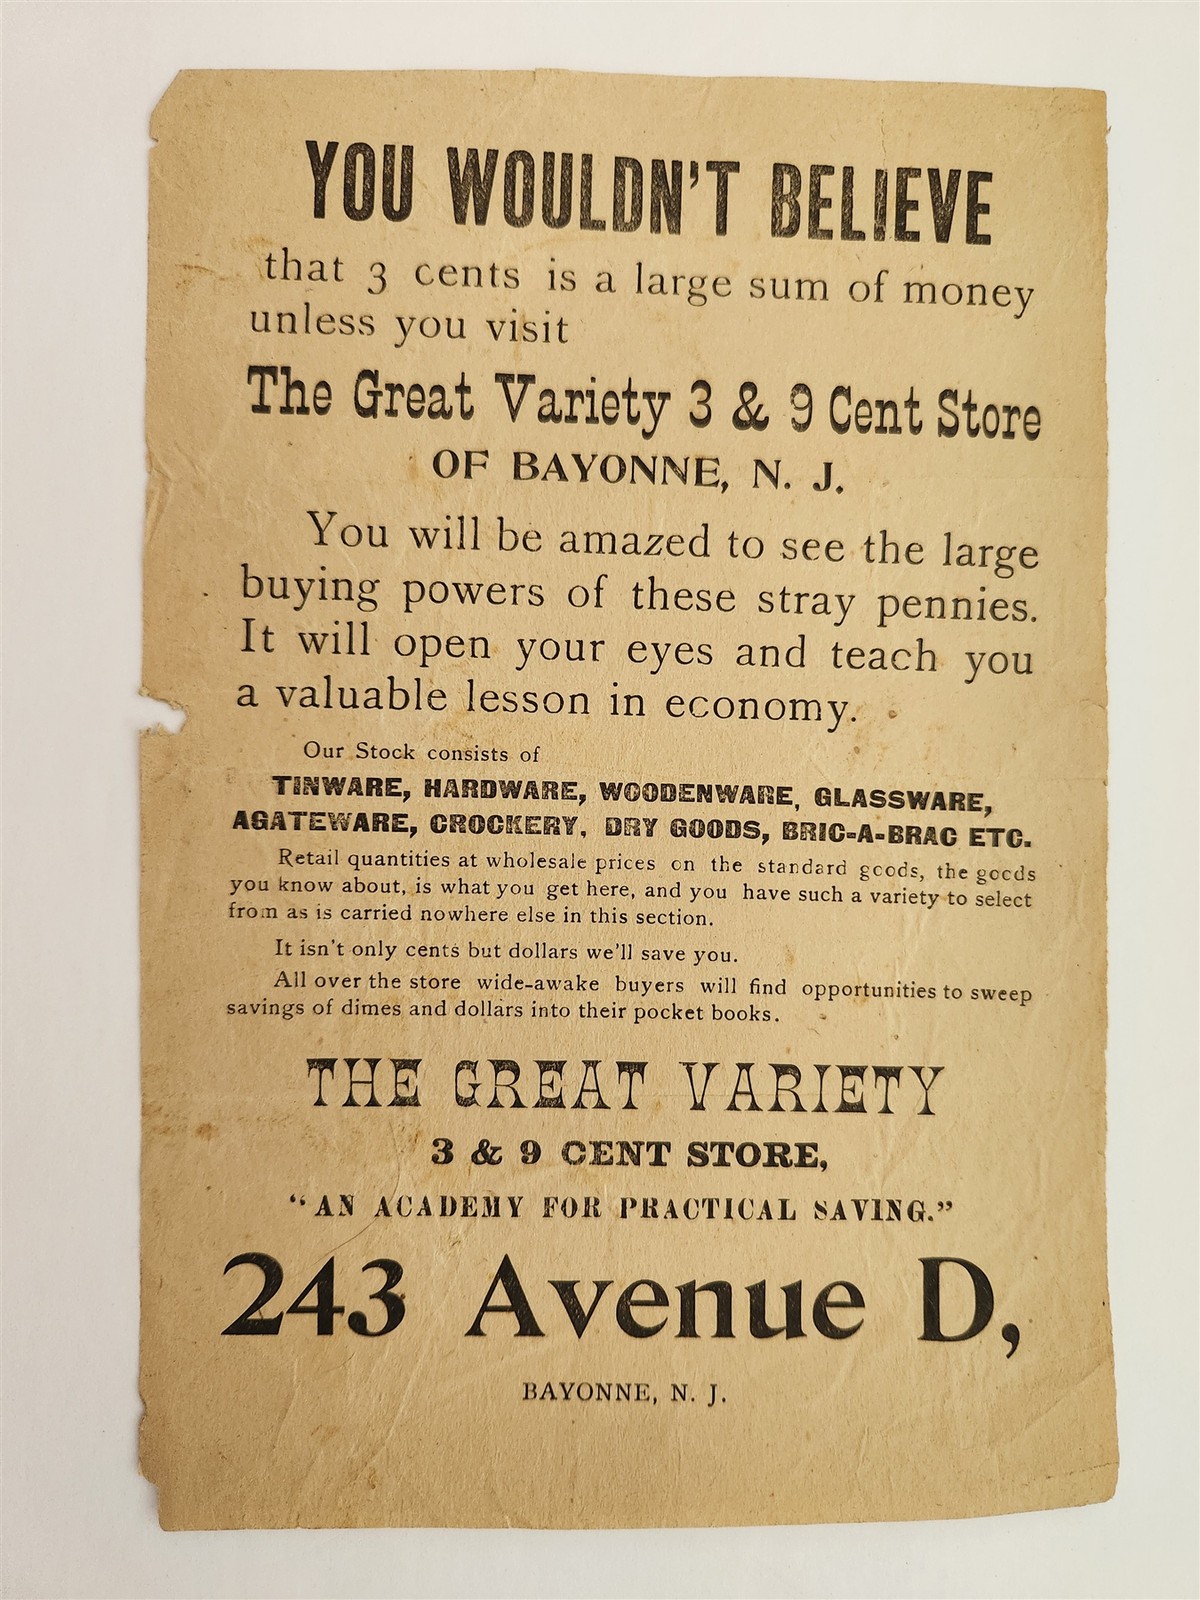 YOU WOULDN'T BELIEVE
that 3 cents is a large sum of money
unless you visit
The Great Variety 3 & 9 Cent Store
OF BAYONNE, N. J.
You will be amazed to see the large
buying powers of these stray pennies.
It will open your eyes and teach you
a valuable lesson in economy.
Our Stock consists of
TINWARE, HARDWARE, WOODENWARE, GLASSWARE,
AGATEWARE, CROCKERY, DRY GOODS, BRIC-A-BRAC ETC.
Retail quantities at wholesale prices on the standard goods, the goods
you know about, is what you get here, and you have such a variety to select
from as is carried nowhere else in this section.
It isn't only cents but dollars we'll save you.
All over the store wide-awake buyers will find opportunities to sweep
savings of dimes and dollars into their pocket books.
THE GREAT VARIETY
3 & 9 CENT STORE,
"AN ACADEMY FOR PRACTICAL SAVING."
243 Avenue D,
BAYONNE, N. J.